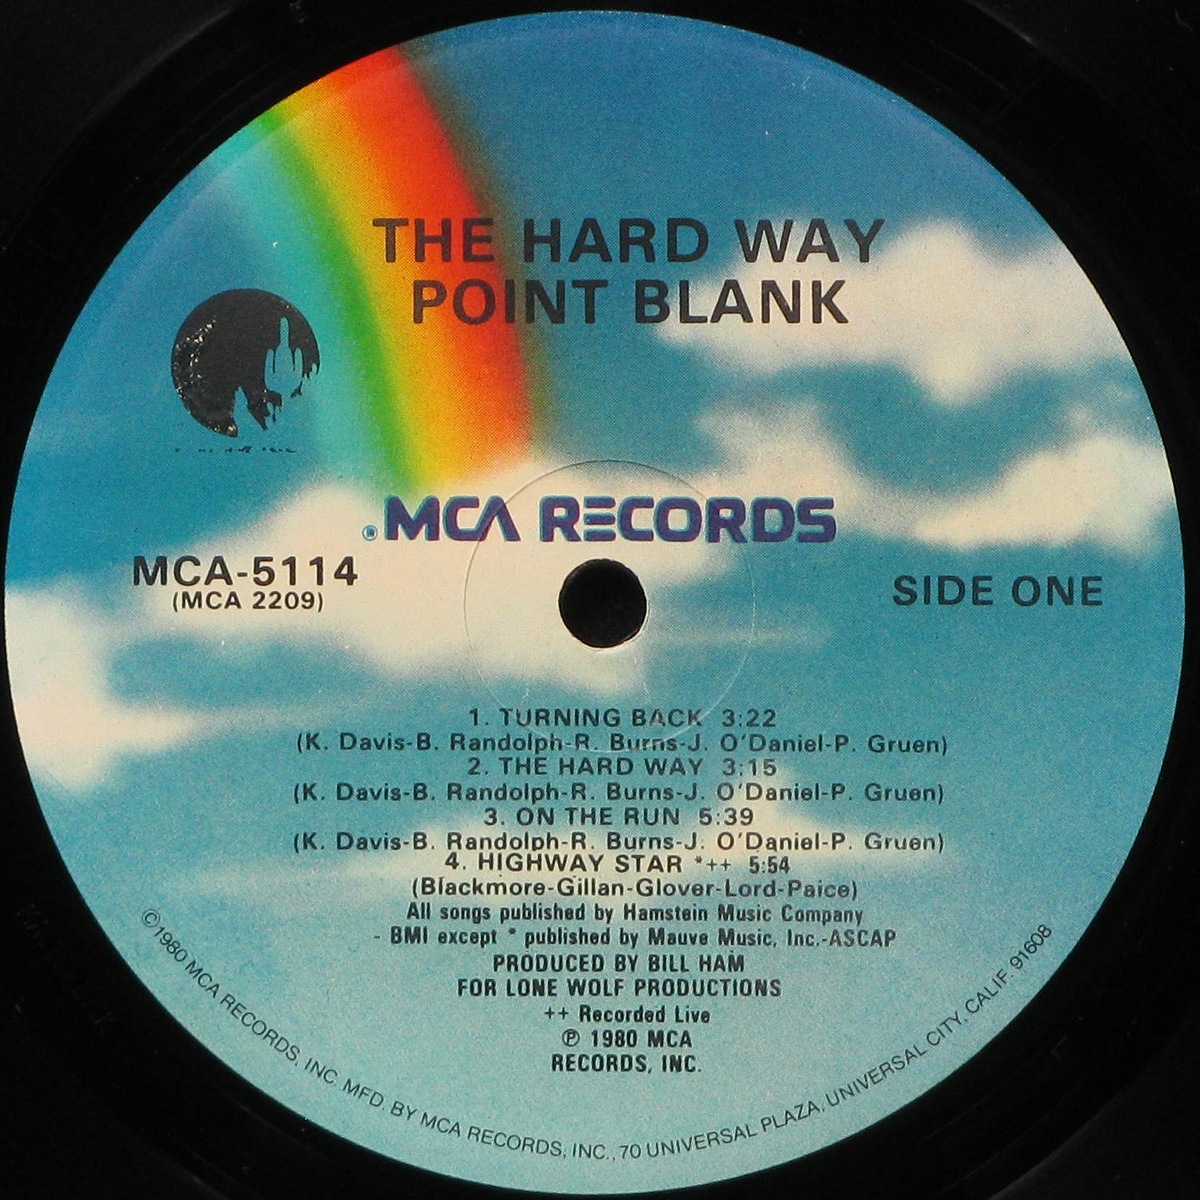 THE HARD WAY
POINT BLANK
®MCA RECORDS
MCA-5114
(MCA 2209)
SIDE ONE
1. TURNING BACK 3:22
(K. Davis-B. Randolph-R. Burns-J. O'Daniel-P. Gruen)
2. THE HARD WAY 3:15
(K. Davis-B. Randolph-R. Burns-J. O'Daniel-P. Gruen)
3. ON THE RUN 5:39
(K. Davis-B. Randolph-R. Burns-J. O'Daniel-P. Gruen)
4. HIGHWAY STAR *++ 5:54
(Blackmore-Gillan-Glover-Lord-Paice)
All songs published by Hamstein Music Company
- BMI except * published by Mauve Music, Inc.-ASCAP
PRODUCED BY BILL HAM
FOR LONE WOLF PRODUCTIONS
++ Recorded Live
℗ 1980 MCA
RECORDS, INC.
©1980 MCA RECORDS, INC. MFD. BY MCA RECORDS, INC., 70 UNIVERSAL PLAZA, UNIVERSAL CITY, CALIF. 91608